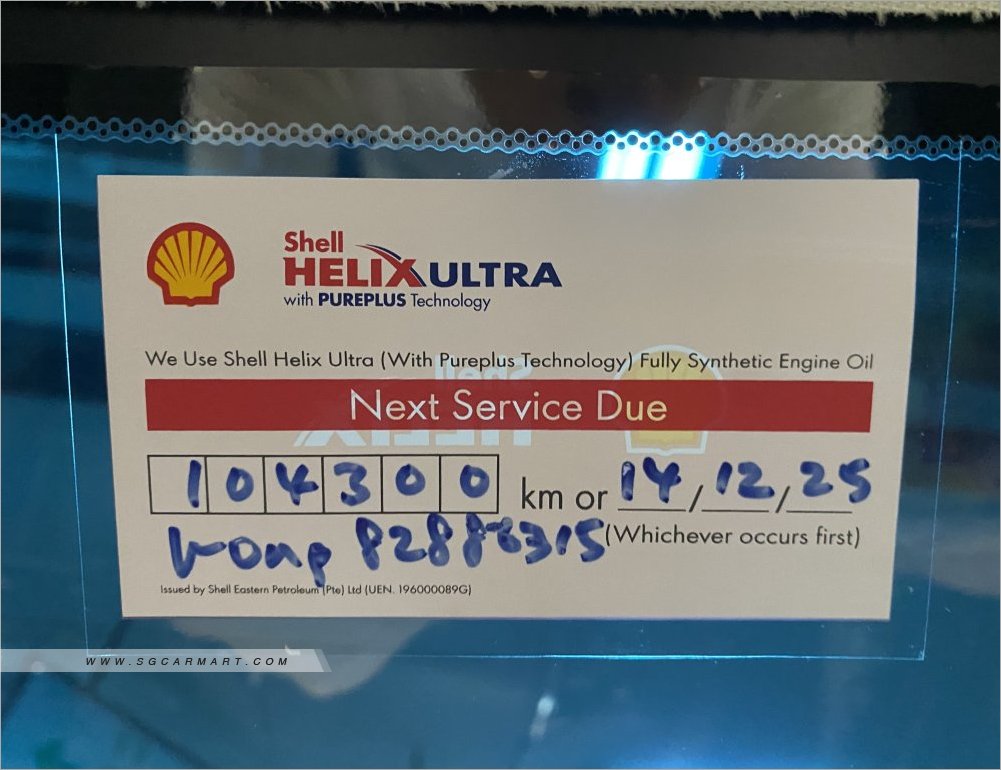 Shell
HELIX ULTRA
with PUREPLUS Technology
We Use Shell Helix Ultra (With Pureplus Technology) Fully Synthetic Engine Oil
Next Service Due
104300 km or 14/12/25
Wong (Whichever occurs first)
Issued by Shell Eastern Petroleum (Pte) Ltd (UEN. 196000089G)
WWW.SGCARMART.COM